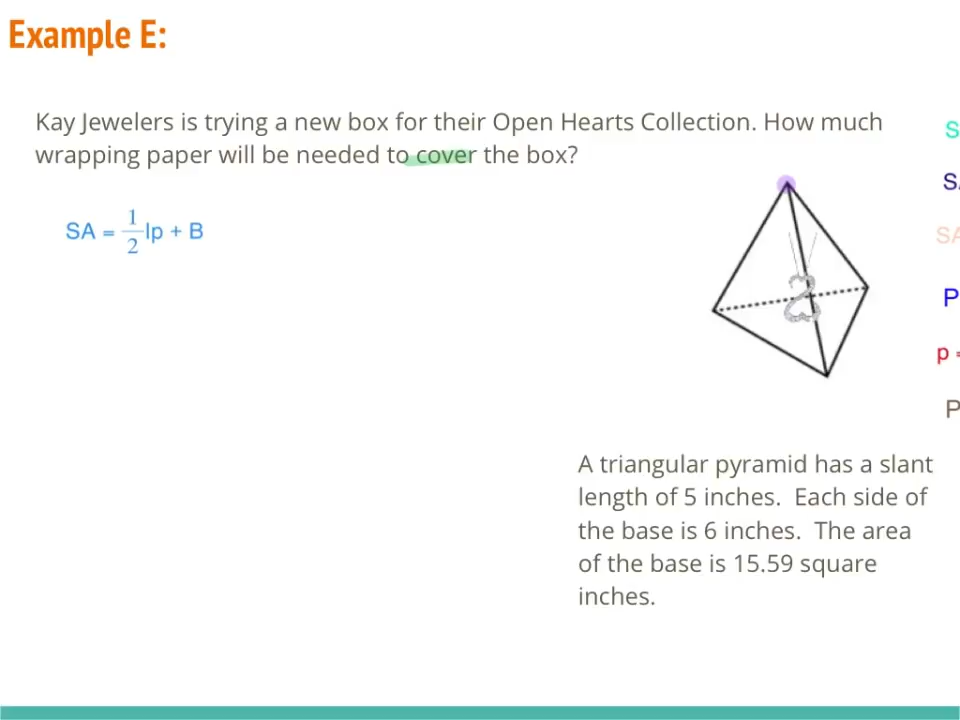 Example E:
Kay Jewelers is trying a new box for their Open Hearts Collection. How much
wrapping paper will be needed to cover the box?
SA = 1/2 lp + B
S
SA
SA
P
p =
P
A triangular pyramid has a slant
length of 5 inches. Each side of
the base is 6 inches. The area
of the base is 15.59 square
inches.